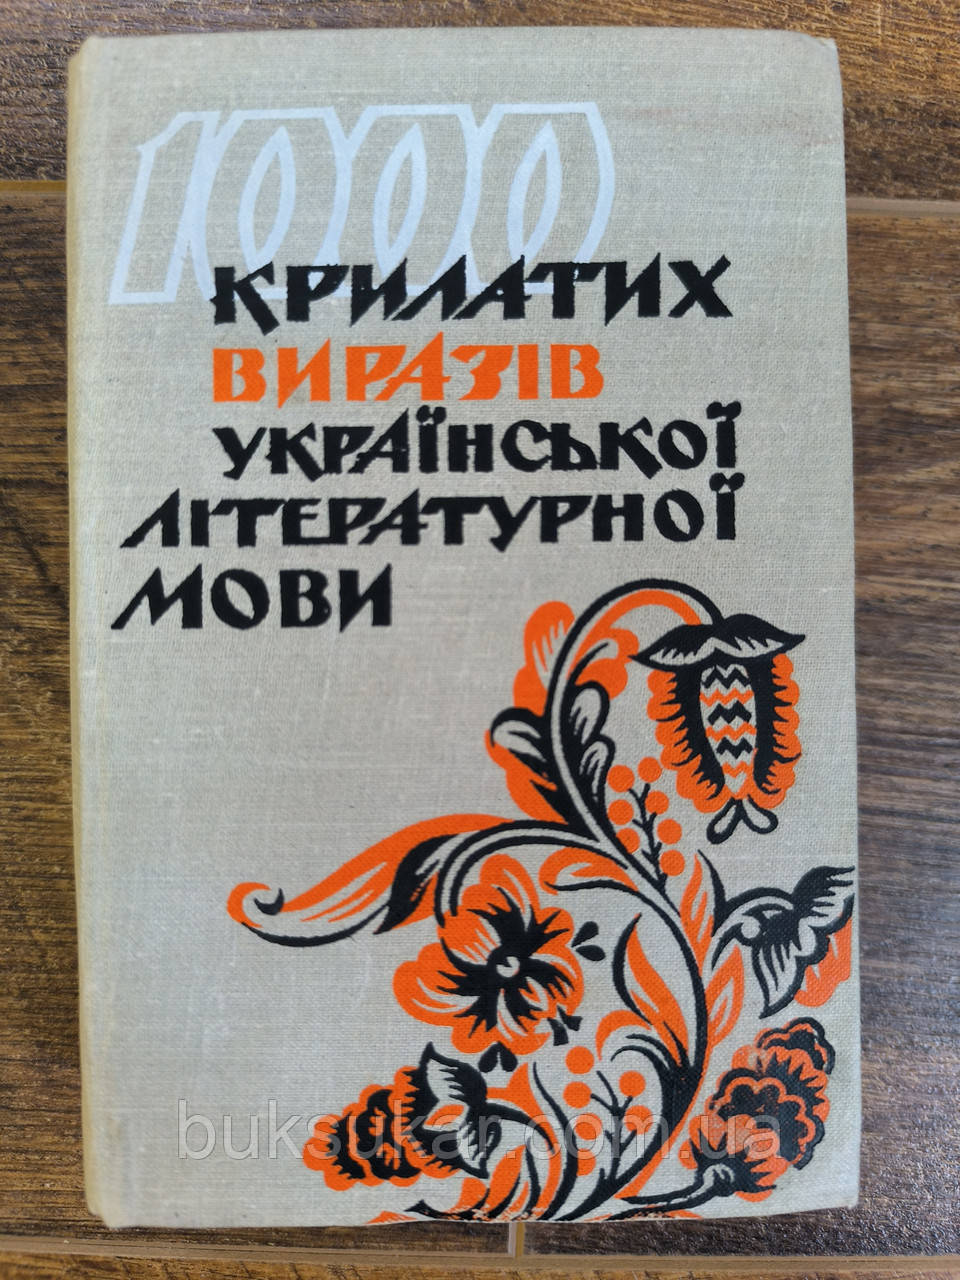 1000
КРИЛАТИХ
ВИРАЗІВ
УКРАЇНСЬКОЇ
ЛІТЕРАТУРНОЇ
МОВИ
buksukar.com.ua